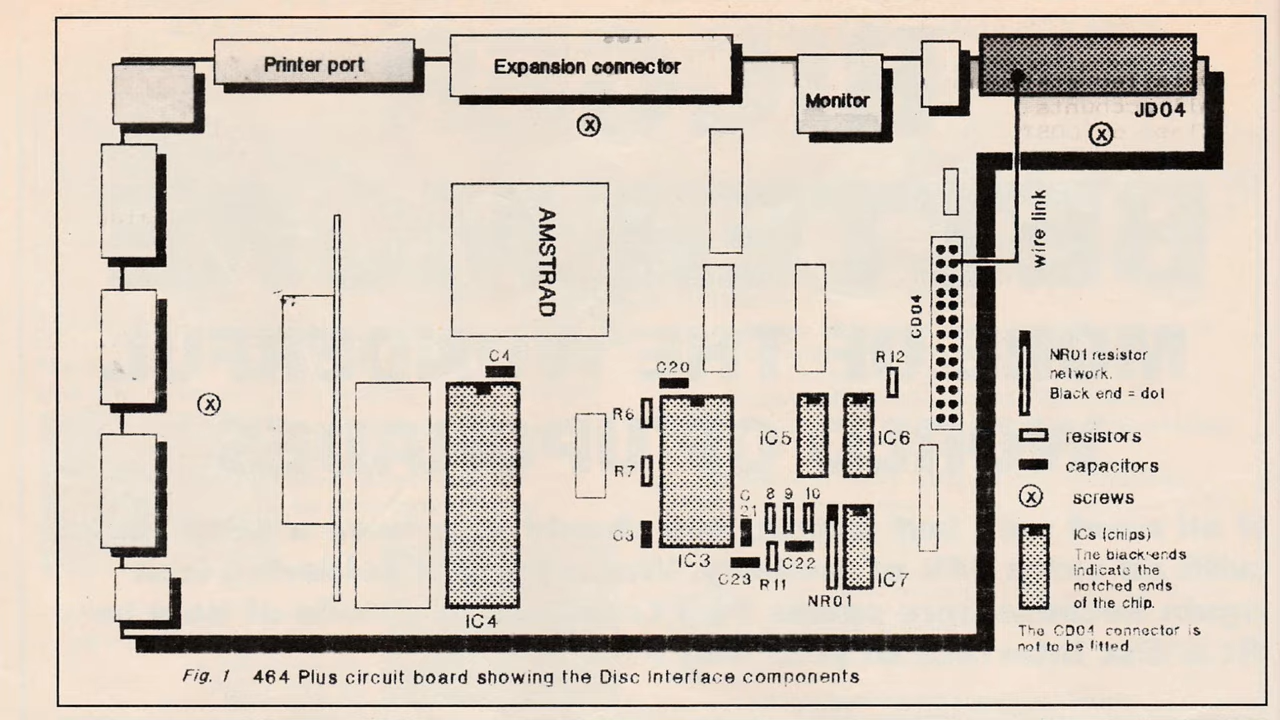 Printer port
Expansion connector
Monitor
JD04
wire link
AMSTRAD
CD04
C4
C20
R12
R6
R7
C3
IC5
IC6
C 21
8 9 10
IC3
C23
C22
R11
IC7
NR01
IC4
NR01 resistor
network.
Black end = dot
resistors
capacitors
screws
ICs (chips)
The black ends
indicate the
notched ends
of the chip.
The CD04 connector is
not to be fitted
Fig. 1 464 Plus circuit board showing the Disc Interface components